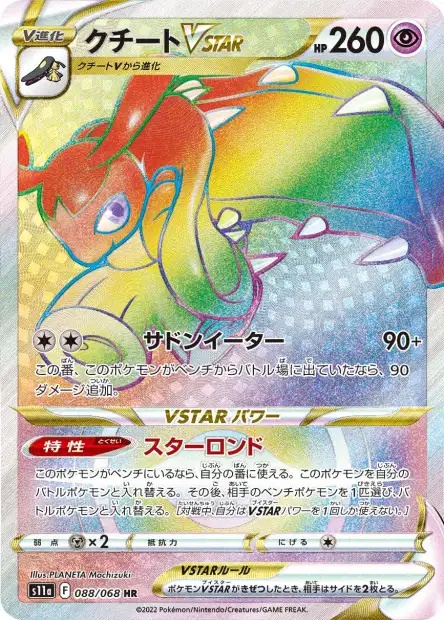 V進化
クチートVSTAR
HP 260
クチートVから進化
サドンイーター 90+
この番、このポケモンがベンチからバトル場に出ていたなら、90
ダメージ追加。
VSTARパワー
特性 スターロンド
このポケモンがベンチにいるなら、自分の番に使える。このポケモンを自分の
バトルポケモンと入れ替える。その後、相手のベンチポケモンを1匹選び、バ
トルポケモンと入れ替える。[対戦中、自分はVSTARパワーを1回しか使えない。]
弱点 ×2 抵抗力 にげる
Illus. PLANETA Mochizuki
VSTARルール
s11a F 088/068 HR
ポケモンVSTARがきぜつしたとき、相手はサイドを2枚とる。
©2022 Pokémon/Nintendo/Creatures/GAME FREAK.